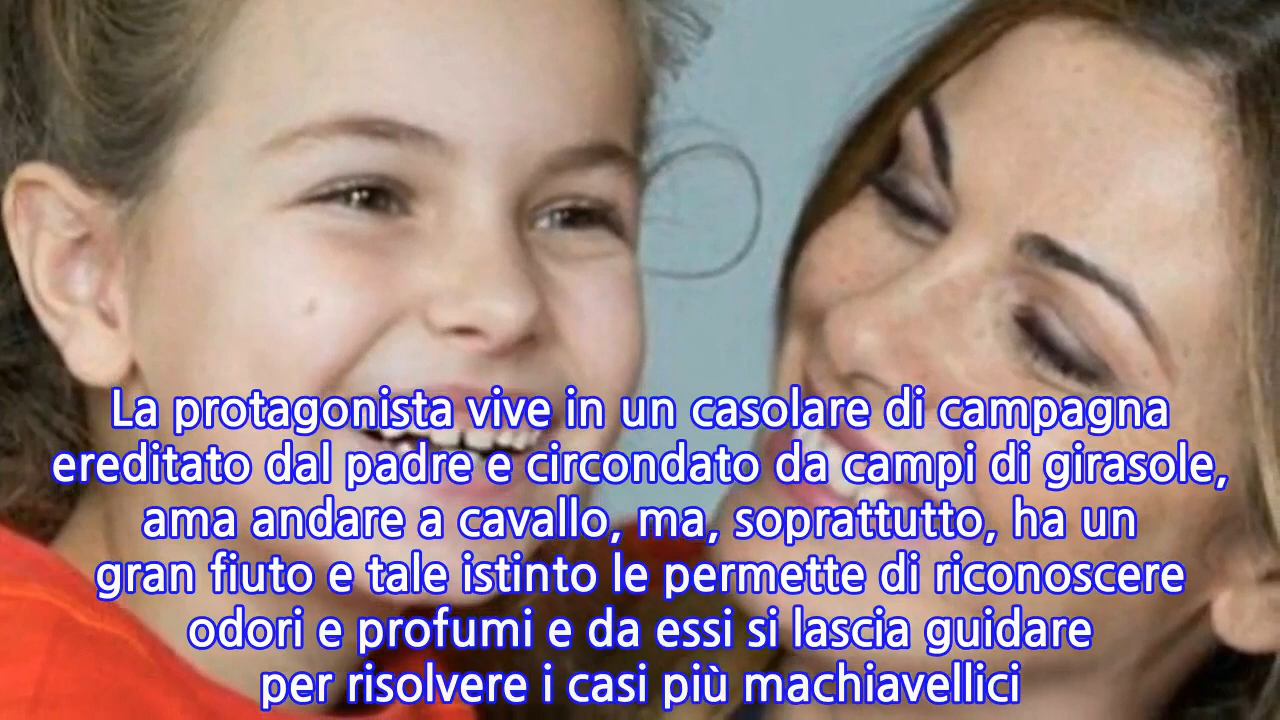 La protagonista vive in un casolare di campagna
ereditato dal padre e circondato da campi di girasole,
ama andare a cavallo, ma, soprattutto, ha un
gran fiuto e tale istinto le permette di riconoscere
odori e profumi e da essi si lascia guidare
per risolvere i casi più machiavellici